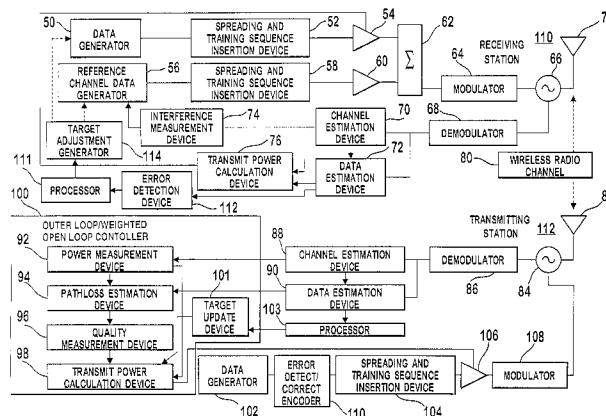 50
52
54
62
7
DATA
GENERATOR
SPREADING AND
TRAINING SEQUENCE
INSERTION DEVICE
Σ
64
RECEIVING
STATION
110
66
REFERENCE
CHANNEL DATA
GENERATOR
56
SPREADING AND
TRAINING SEQUENCE
INSERTION DEVICE
58
60
MODULATOR
68
INTERFERENCE
MEASUREMENT
DEVICE
74
CHANNEL
ESTIMATION
DEVICE
70
DEMODULATOR
TARGET
ADJUSTMENT
GENERATOR
114
76
72
80
WIRELESS RADIO
CHANNEL
111
TRANSMIT POWER
CALCULATION
DEVICE
DATA
ESTIMATION
DEVICE
PROCESSOR
ERROR
DETECTION
DEVICE
112
100
8
OUTER LOOP/WEIGHTED
OPEN LOOP CONTOLLER
TRANSMITTING
STATION
112
92
POWER MEASUREMENT
DEVICE
88
CHANNEL ESTIMATION
DEVICE
DEMODULATOR
86
84
94
PATHLOSS ESTIMATION
DEVICE
101
90
DATA ESTIMATION
DEVICE
96
TARGET
UPDATE
DEVICE
103
PROCESSOR
QUALITY
MEASUREMENT DEVICE
98
106
108
TRANSMIT POWER
CALCULATION DEVICE
DATA
GENERATOR
102
ERROR
DETECT/
CORRECT
ENCODER
110
SPREADING AND
TRAINING SEQUENCE
INSERTION DEVICE
104
MODULATOR